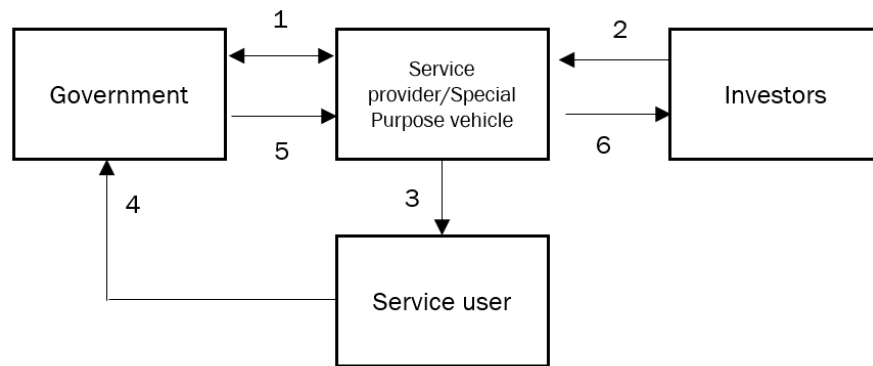 1
2
Government
Service
provider/Special
Purpose vehicle
Investors
5
6
4
3
Service user